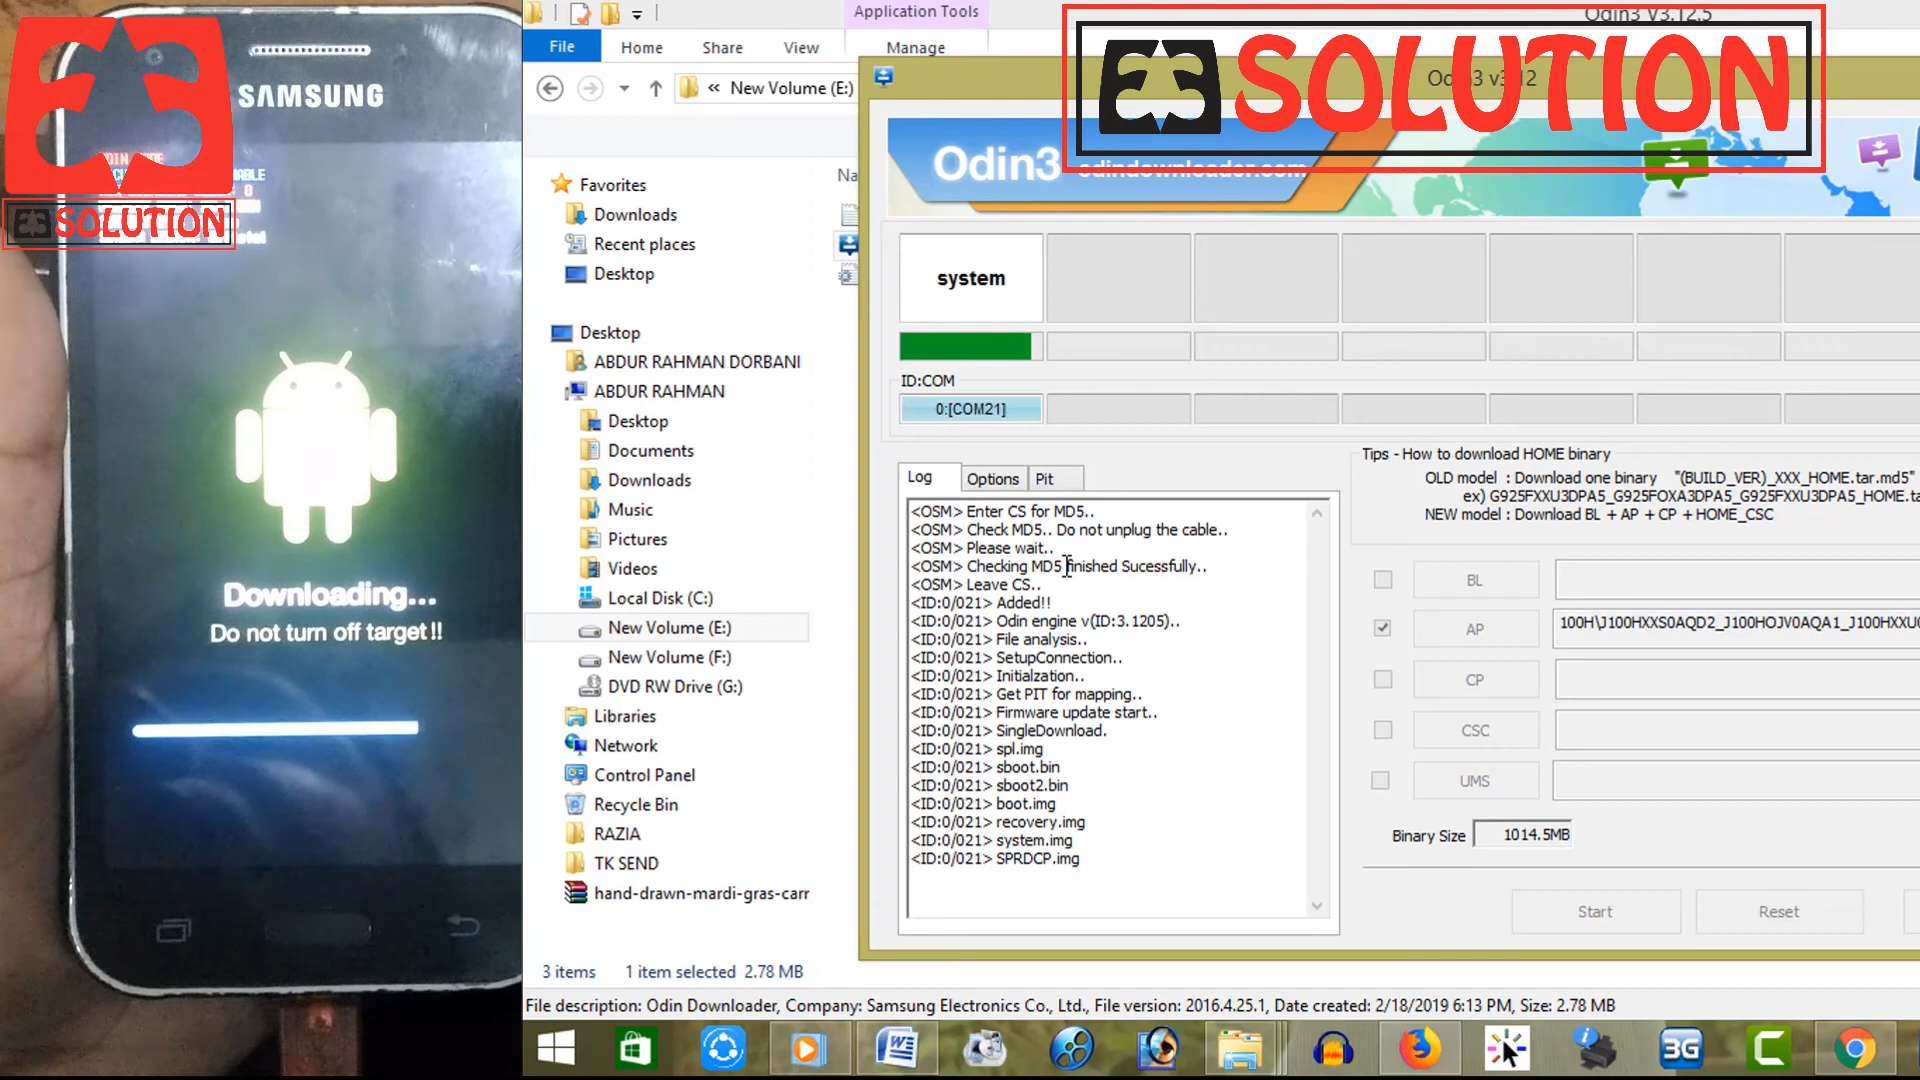 SAMSUNG
SOLUTION
Downloading...
Do not turn off target !!
Application Tools
File
Home
Share
View
Manage
« New Volume (E:)
Favorites
Downloads
Recent places
Desktop
Desktop
ABDUR RAHMAN DORBANI
ABDUR RAHMAN
Desktop
Documents
Downloads
Music
Pictures
Videos
Local Disk (C:)
New Volume (E:)
New Volume (F:)
DVD RW Drive (G:)
Libraries
Network
Control Panel
Recycle Bin
RAZIA
TK SEND
hand-drawn-mardi-gras-carr
3 items 1 item selected 2.78 MB
File description: Odin Downloader, Company: Samsung Electronics Co., Ltd., File version: 2016.4.25.1, Date created: 2/18/2019 6:13 PM, Size: 2.78 MB
Odin3 V3.12.5
SOLUTION
Odin3 v3.12
Odin3 odindownloader.com
system
ID:COM
0:[COM21]
Log
Options
Pit
<OSM> Enter CS for MD5..
<OSM> Check MD5.. Do not unplug the cable..
<OSM> Please wait..
<OSM> Checking MD5 finished Sucessfully..
<OSM> Leave CS..
<ID:0/021> Added!!
<ID:0/021> Odin engine v(ID:3.1205)..
<ID:0/021> File analysis..
<ID:0/021> SetupConnection..
<ID:0/021> Initialzation..
<ID:0/021> Get PIT for mapping..
<ID:0/021> Firmware update start..
<ID:0/021> SingleDownload.
<ID:0/021> spl.img
<ID:0/021> sboot.bin
<ID:0/021> sboot2.bin
<ID:0/021> boot.img
<ID:0/021> recovery.img
<ID:0/021> system.img
<ID:0/021> SPRDCP.img
Tips - How to download HOME binary
OLD model : Download one binary "(BUILD_VER)_XXX_HOME.tar.md5"
ex) G925FXXU3DPA5_G925FOXA3DPA5_G925FXXU3DPA5_HOME.ta
NEW model : Download BL + AP + CP + HOME_CSC
BL
AP
100H\J100HXXS0AQD2_J100HOJV0AQA1_J100HXXU0
CP
CSC
UMS
Binary Size 1014.5MB
Start
Reset
3G